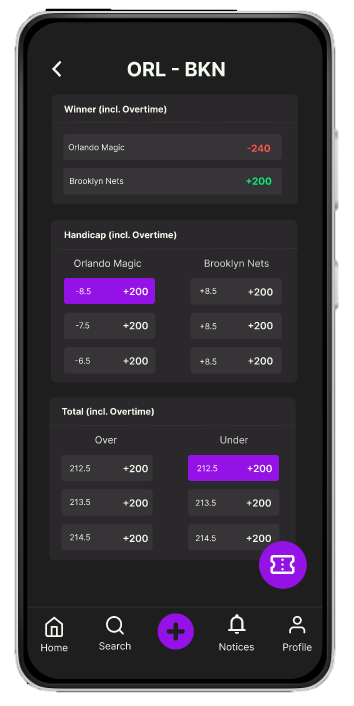 ORL - BKN
Winner (incl. Overtime)
Orlando Magic -240
Brooklyn Nets +200
Handicap (incl. Overtime)
Orlando Magic Brooklyn Nets
-8.5 +200 +8.5 +200
-7.5 +200 +8.5 +200
-6.5 +200 +8.5 +200
Total (incl. Overtime)
Over Under
212.5 +200 212.5 +200
213.5 +200 213.5 +200
214.5 +200 214.5 +200
Home Search Notices Profile